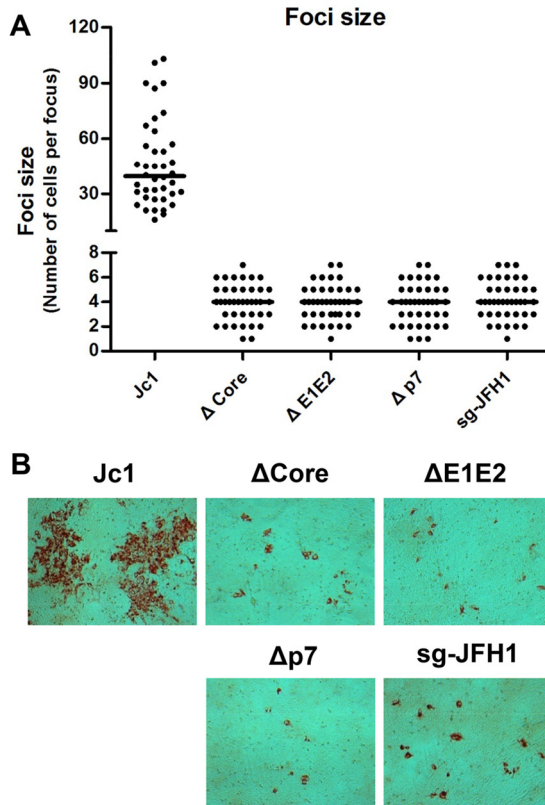 A
Foci size
Foci size
(Number of cells per focus)
120
90
60
30
8
6
4
2
0
Jc1
Δ Core
Δ E1E2
Δ p7
sg-JFH1
B
Jc1
ΔCore
ΔE1E2
Δp7
sg-JFH1